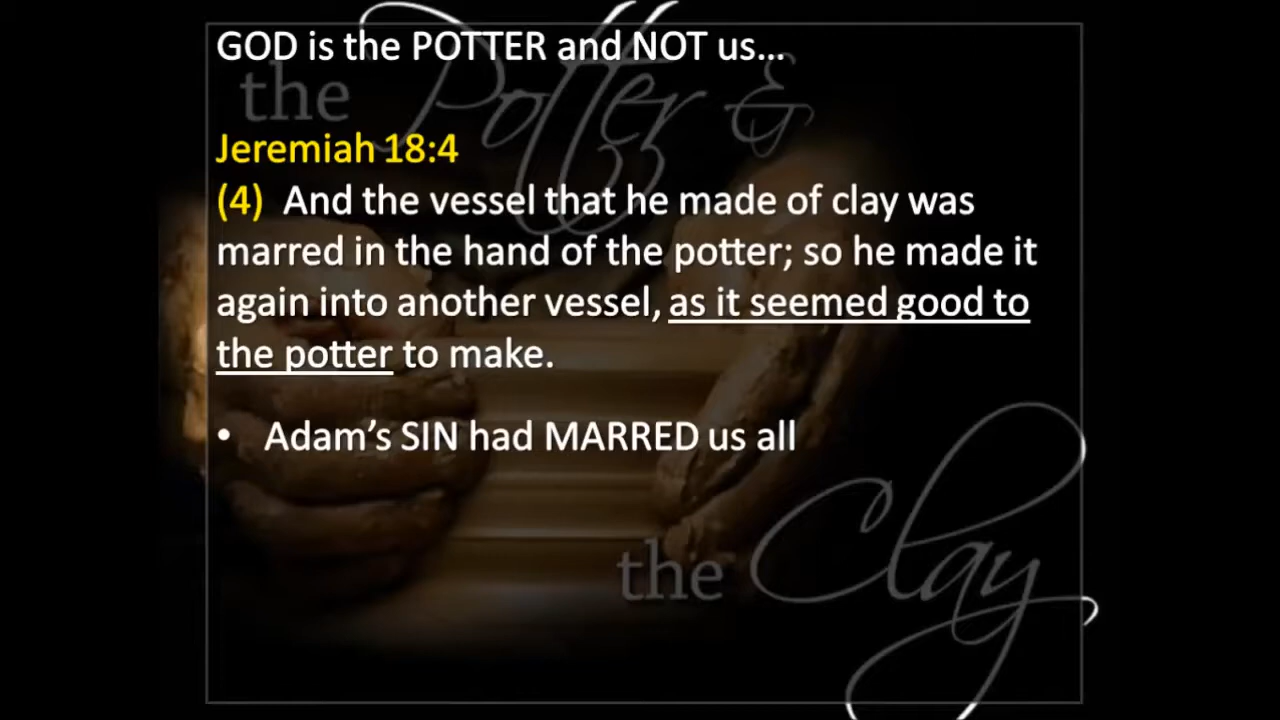 GOD is the POTTER and NOT us...
the Potter &
Jeremiah 18:4
(4) And the vessel that he made of clay was
marred in the hand of the potter; so he made it
again into another vessel, as it seemed good to
the potter to make.
• Adam’s SIN had MARRED us all
the Clay